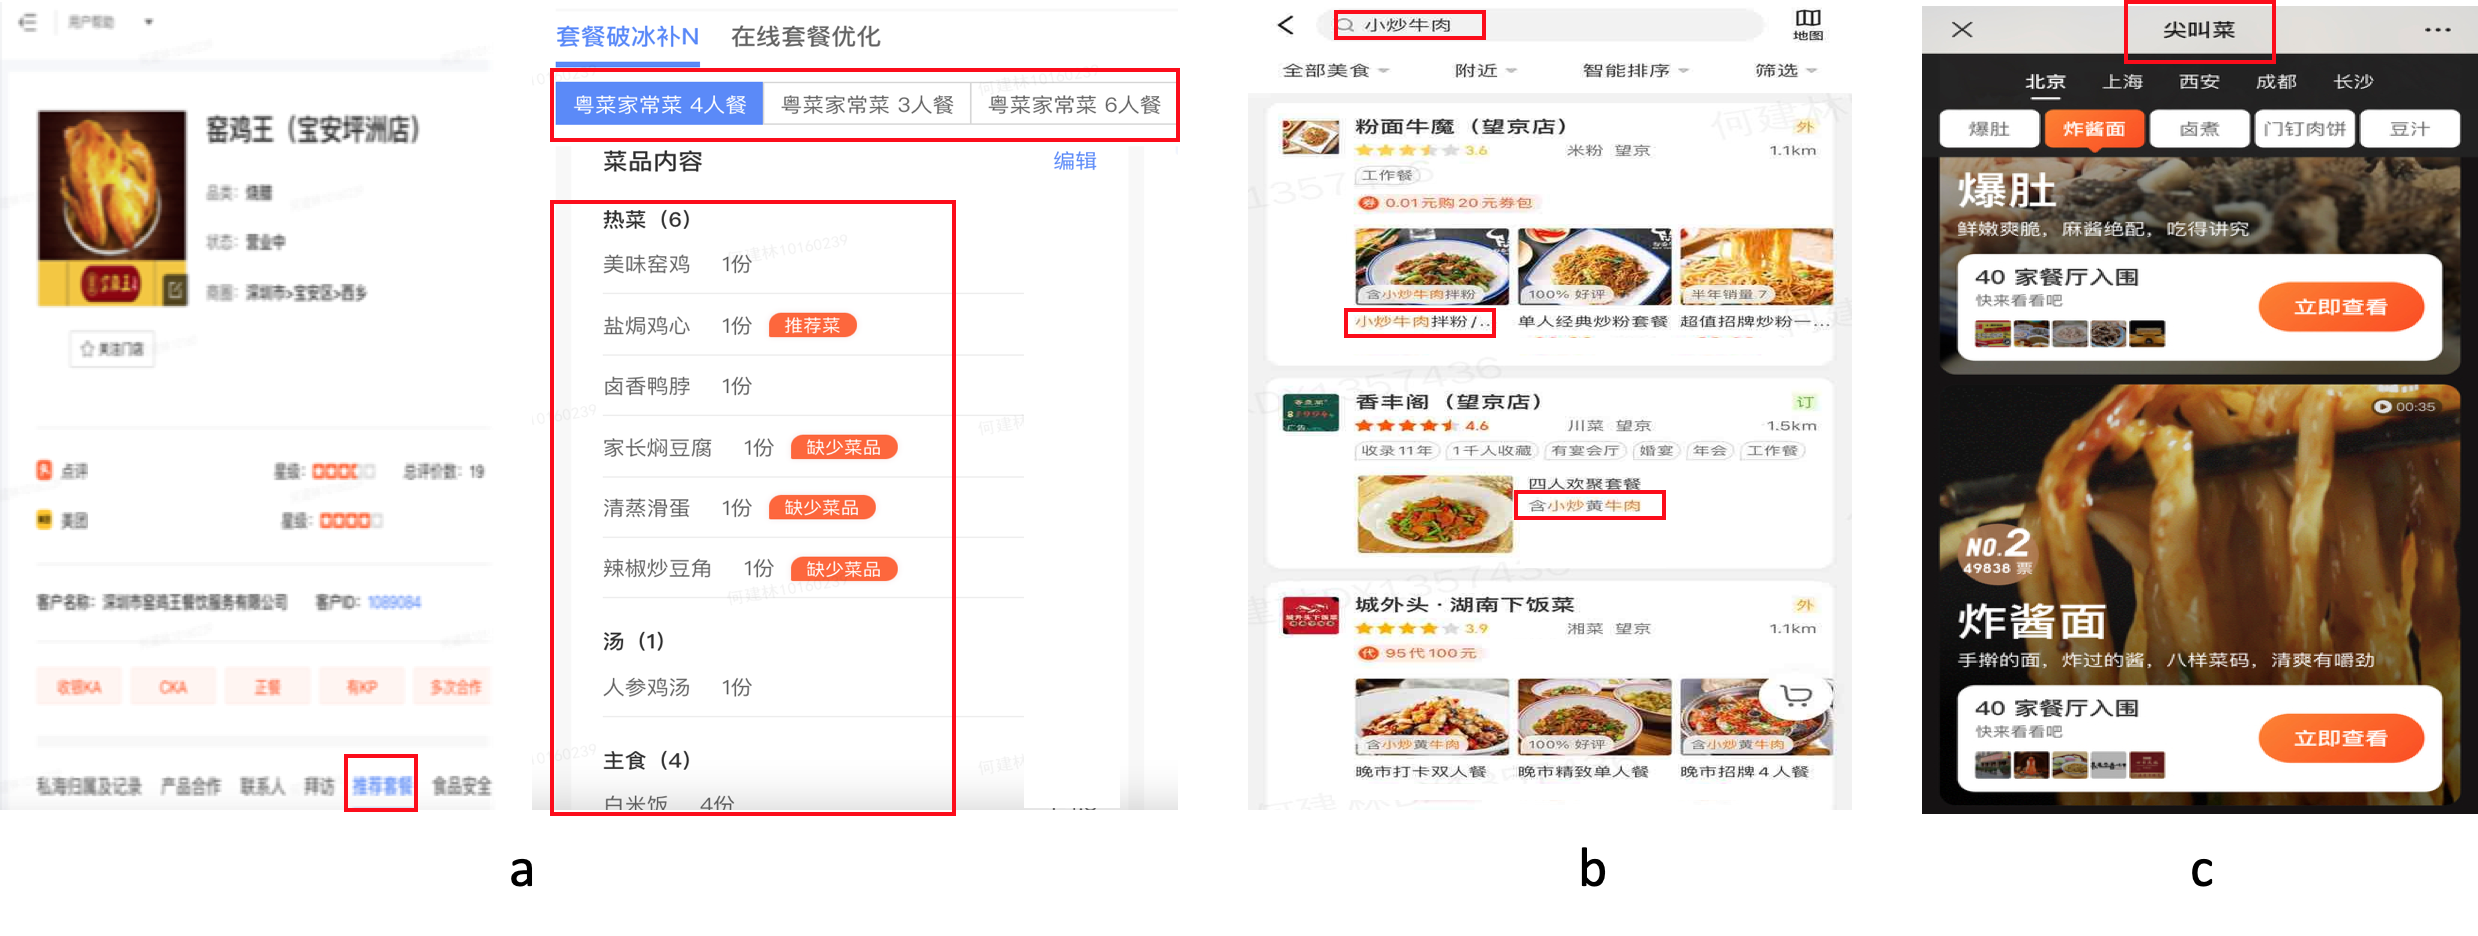 用户帮助
窑鸡王（宝安坪洲店）
品类：烧腊
状态：营业中
商圈：深圳市>宝安区>西乡
窑鸡王
关注门店
点评 星级： 总评价数：19
美团 星级：
客户名称：深圳市窑鸡王餐饮服务有限公司 客户ID：1089084
收银KA CKA 正餐 有KP 多次合作
私海归属及记录 产品合作 联系人 拜访 推荐套餐 食品安全
套餐破冰补N 在线套餐优化
粤菜家常菜 4人餐 粤菜家常菜 3人餐 粤菜家常菜 6人餐
菜品内容 编辑
热菜（6）
美味窑鸡 1份
盐焗鸡心 1份 推荐菜
卤香鸭脖 1份
家长焖豆腐 1份 缺少菜品
清蒸滑蛋 1份 缺少菜品
辣椒炒豆角 1份 缺少菜品
汤（1）
人参鸡汤 1份
主食（4）
白米饭 4份
何建林10160239
a
小炒牛肉
地图
全部美食 附近 智能排序 筛选
粉面牛魔（望京店） 外
3.6 米粉 望京 1.1km
工作餐
券 0.01元购20元券包
含小炒牛肉拌粉 100% 好评 半年销量 7
小炒牛肉拌粉/... 单人经典炒粉套餐 超值招牌炒粉一...
香丰阁（望京店） 订
广告
4.6 川菜 望京 1.5km
收录11年 1千人收藏 有宴会厅 婚宴 年会 工作餐
四人欢聚套餐
含小炒黄牛肉
城外头·湖南下饭菜 外
3.9 湘菜 望京 1.1km
代 95代100元
含小炒黄牛肉 100% 好评 含小炒黄牛肉
晚市打卡双人餐 晚市精致单人餐 晚市招牌4人餐
b
尖叫菜
北京 上海 西安 成都 长沙
爆肚 炸酱面 卤煮 门钉肉饼 豆汁
爆肚
鲜嫩爽脆，麻酱绝配，吃得讲究
40 家餐厅入围
快来看看吧
立即查看
00:35
NO.2
49838 票
炸酱面
手擀的面，炸过的酱，八样菜码，清爽有嚼劲
40 家餐厅入围
快来看看吧
立即查看
c